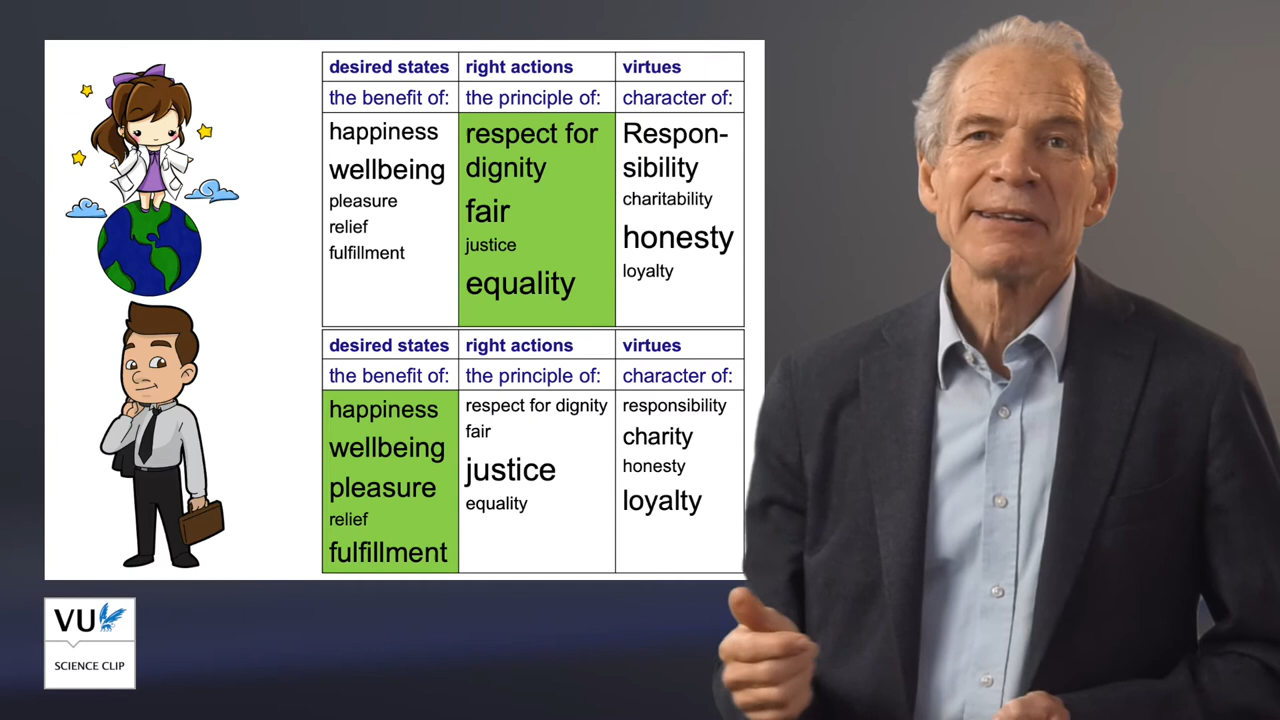 desired states right actions virtues
the benefit of: the principle of: character of:
happiness
wellbeing
pleasure
relief
fulfillment
respect for
dignity
fair
justice
equality
Respon-
sibility
charitability
honesty
loyalty
desired states right actions virtues
the benefit of: the principle of: character of:
happiness
wellbeing
pleasure
relief
fulfillment
respect for dignity
fair
justice
equality
responsibility
charity
honesty
loyalty
VU
SCIENCE CLIP